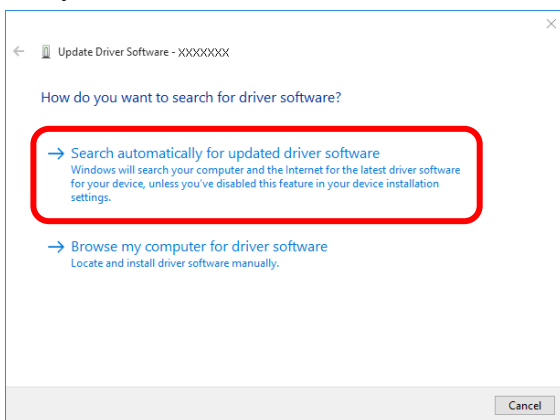 Update Driver Software - XXXXXXX
How do you want to search for driver software?
Search automatically for updated driver software
Windows will search your computer and the Internet for the latest driver software
for your device, unless you've disabled this feature in your device installation
settings.
Browse my computer for driver software
Locate and install driver software manually.
Cancel